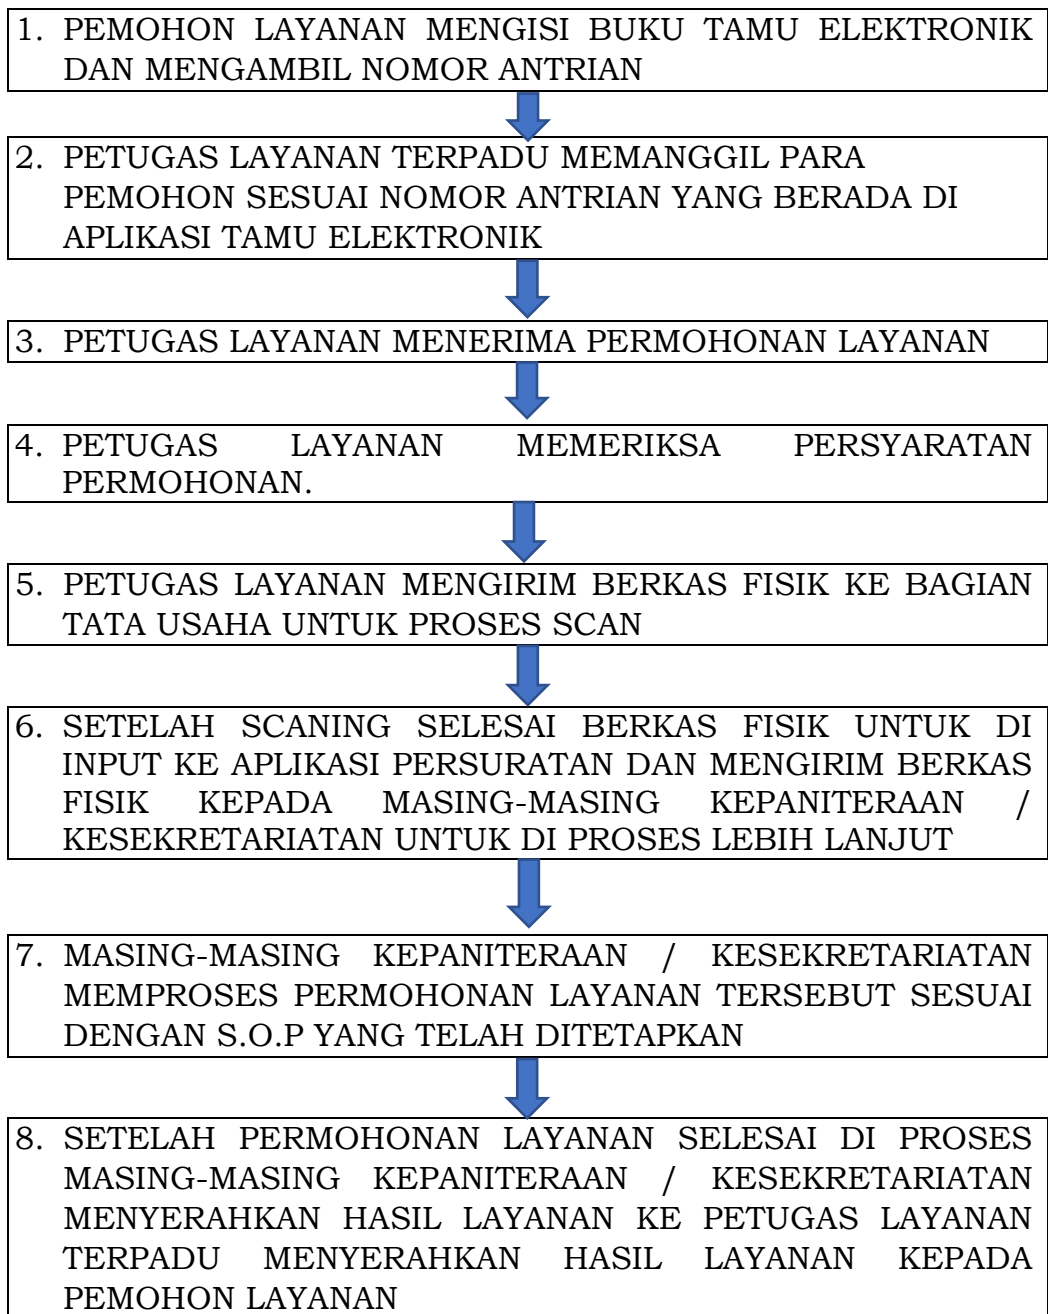 1. PEMOHON LAYANAN MENGISI BUKU TAMU ELEKTRONIK
DAN MENGAMBIL NOMOR ANTRIAN
2. PETUGAS LAYANAN TERPADU MEMANGGIL PARA
PEMOHON SESUAI NOMOR ANTRIAN YANG BERADA DI
APLIKASI TAMU ELEKTRONIK
3. PETUGAS LAYANAN MENERIMA PERMOHONAN LAYANAN
4. PETUGAS LAYANAN MEMERIKSA PERSYARATAN
PERMOHONAN.
5. PETUGAS LAYANAN MENGIRIM BERKAS FISIK KE BAGIAN
TATA USAHA UNTUK PROSES SCAN
6. SETELAH SCANING SELESAI BERKAS FISIK UNTUK DI
INPUT KE APLIKASI PERSURATAN DAN MENGIRIM BERKAS
FISIK KEPADA MASING-MASING KEPANITERAAN /
KESEKRETARIATAN UNTUK DI PROSES LEBIH LANJUT
7. MASING-MASING KEPANITERAAN / KESEKRETARIATAN
MEMPROSES PERMOHONAN LAYANAN TERSEBUT SESUAI
DENGAN S.O.P YANG TELAH DITETAPKAN
8. SETELAH PERMOHONAN LAYANAN SELESAI DI PROSES
MASING-MASING KEPANITERAAN / KESEKRETARIATAN
MENYERAHKAN HASIL LAYANAN KE PETUGAS LAYANAN
TERPADU MENYERAHKAN HASIL LAYANAN KEPADA
PEMOHON LAYANAN